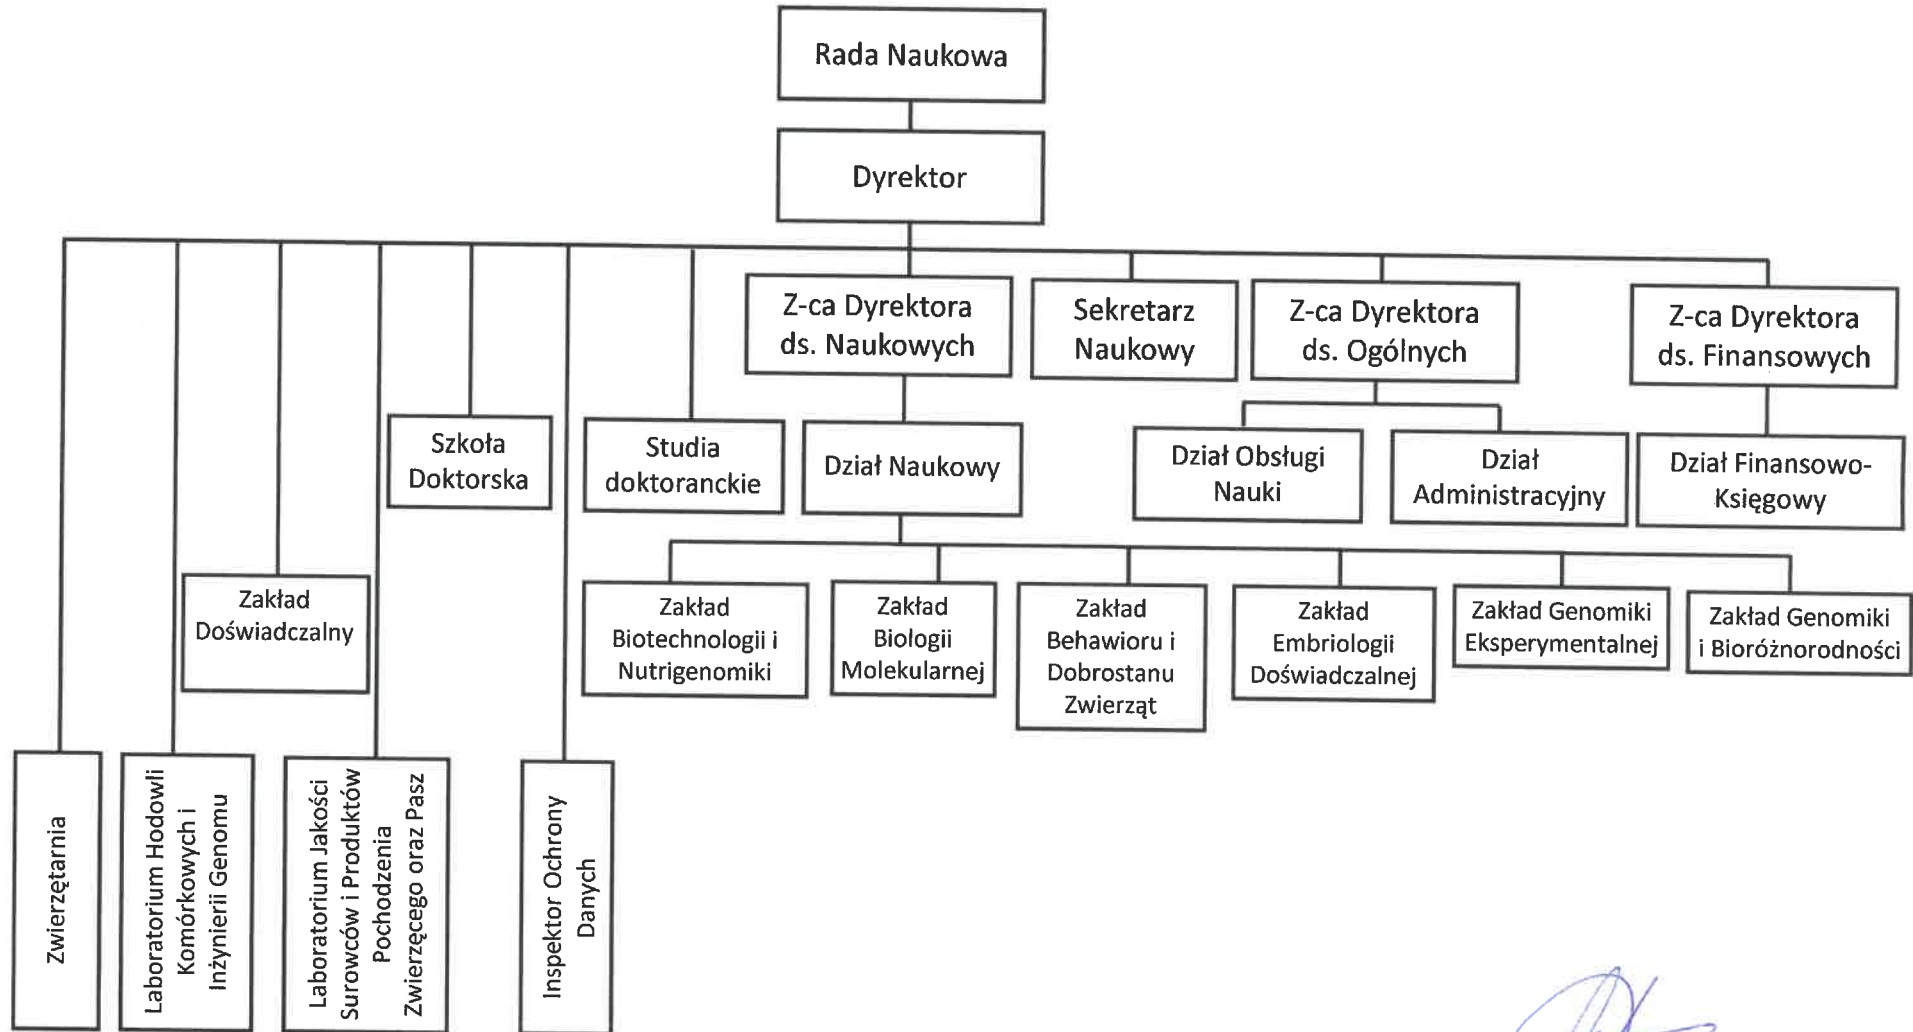 Rada Naukowa
Dyrektor
Z-ca Dyrektora
ds. Naukowych
Sekretarz
Naukowy
Z-ca Dyrektora
ds. Ogólnych
Z-ca Dyrektora
ds. Finansowych
Szkoła
Doktorska
Studia
doktoranckie
Dział Naukowy
Dział Obsługi
Nauki
Dział
Administracyjny
Dział Finansowo-
Księgowy
Zakład
Doświadczalny
Zakład
Biotechnologii i
Nutrigenomiki
Zakład
Biologii
Molekularnej
Zakład
Behawioru i
Dobrostanu
Zwierząt
Zakład
Embriologii
Doświadczalnej
Zakład Genomiki
Eksperymentalnej
Zakład Genomiki
i Bioróżnorodności
Zwierzętarnia
Laboratorium Hodowli
Komórkowych i
Inżynierii Genomu
Laboratorium Jakości
Surowców i Produktów
Pochodzenia
Zwierzęcego oraz Pasz
Inspektor Ochrony
Danych